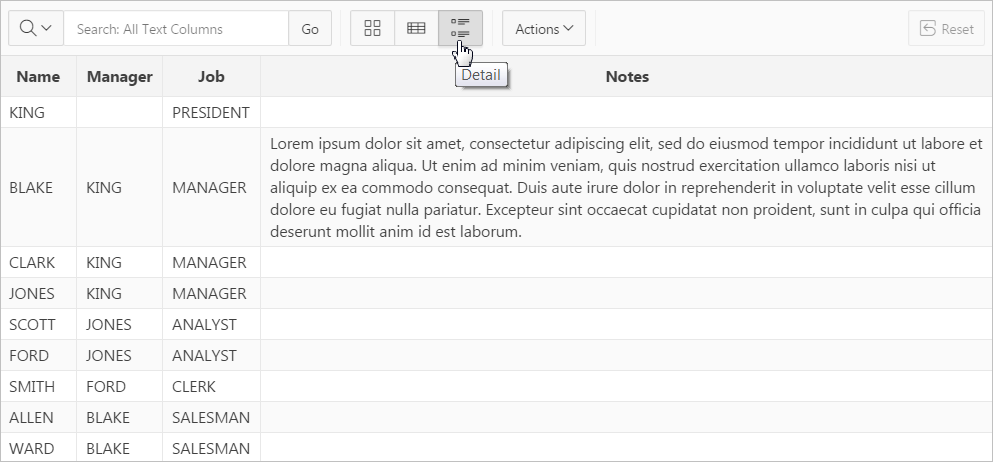 Search: All Text Columns Go Actions Reset
Detail
Name Manager Job Notes
KING PRESIDENT
BLAKE KING MANAGER
Lorem ipsum dolor sit amet, consectetur adipiscing elit, sed do eiusmod tempor incididunt ut labore et
dolore magna aliqua. Ut enim ad minim veniam, quis nostrud exercitation ullamco laboris nisi ut
aliquip ex ea commodo consequat. Duis aute irure dolor in reprehenderit in voluptate velit esse cillum
dolore eu fugiat nulla pariatur. Excepteur sint occaecat cupidatat non proident, sunt in culpa qui officia
deserunt mollit anim id est laborum.
CLARK KING MANAGER
JONES KING MANAGER
SCOTT JONES ANALYST
FORD JONES ANALYST
SMITH FORD CLERK
ALLEN BLAKE SALESMAN
WARD BLAKE SALESMAN